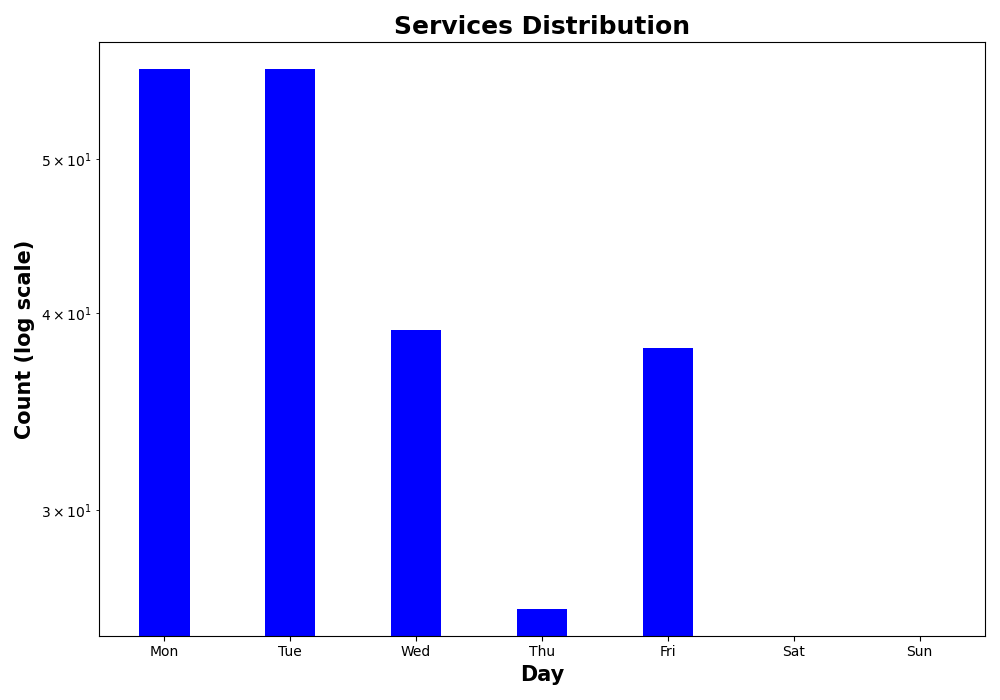 Services Distribution
Count (log scale)
5 × 10¹
4 × 10¹
3 × 10¹
Mon Tue Wed Thu Fri Sat Sun
Day